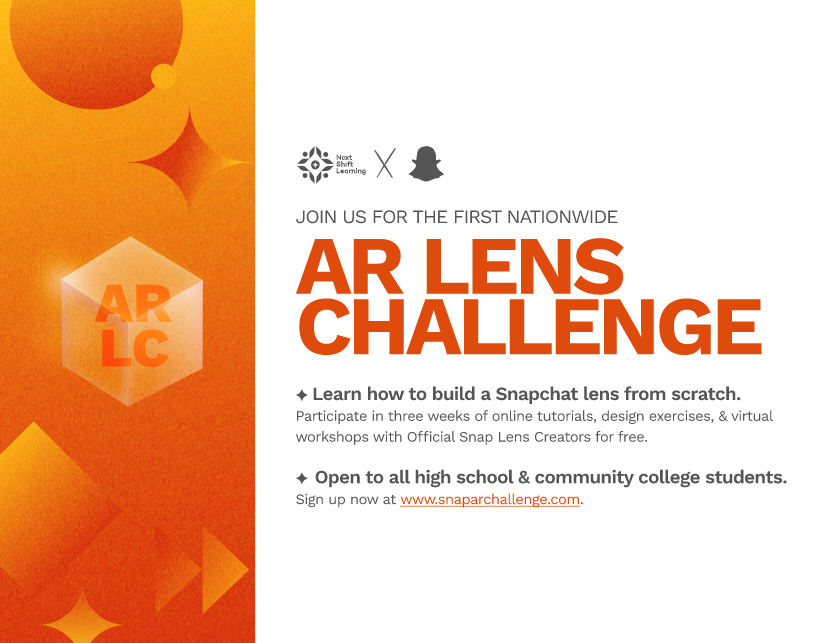 AR
LC
Next
Shift
Learning
JOIN US FOR THE FIRST NATIONWIDE
AR LENS
CHALLENGE
Learn how to build a Snapchat lens from scratch.
Participate in three weeks of online tutorials, design exercises, & virtual
workshops with Official Snap Lens Creators for free.
Open to all high school & community college students.
Sign up now at www.snaparchallenge.com.